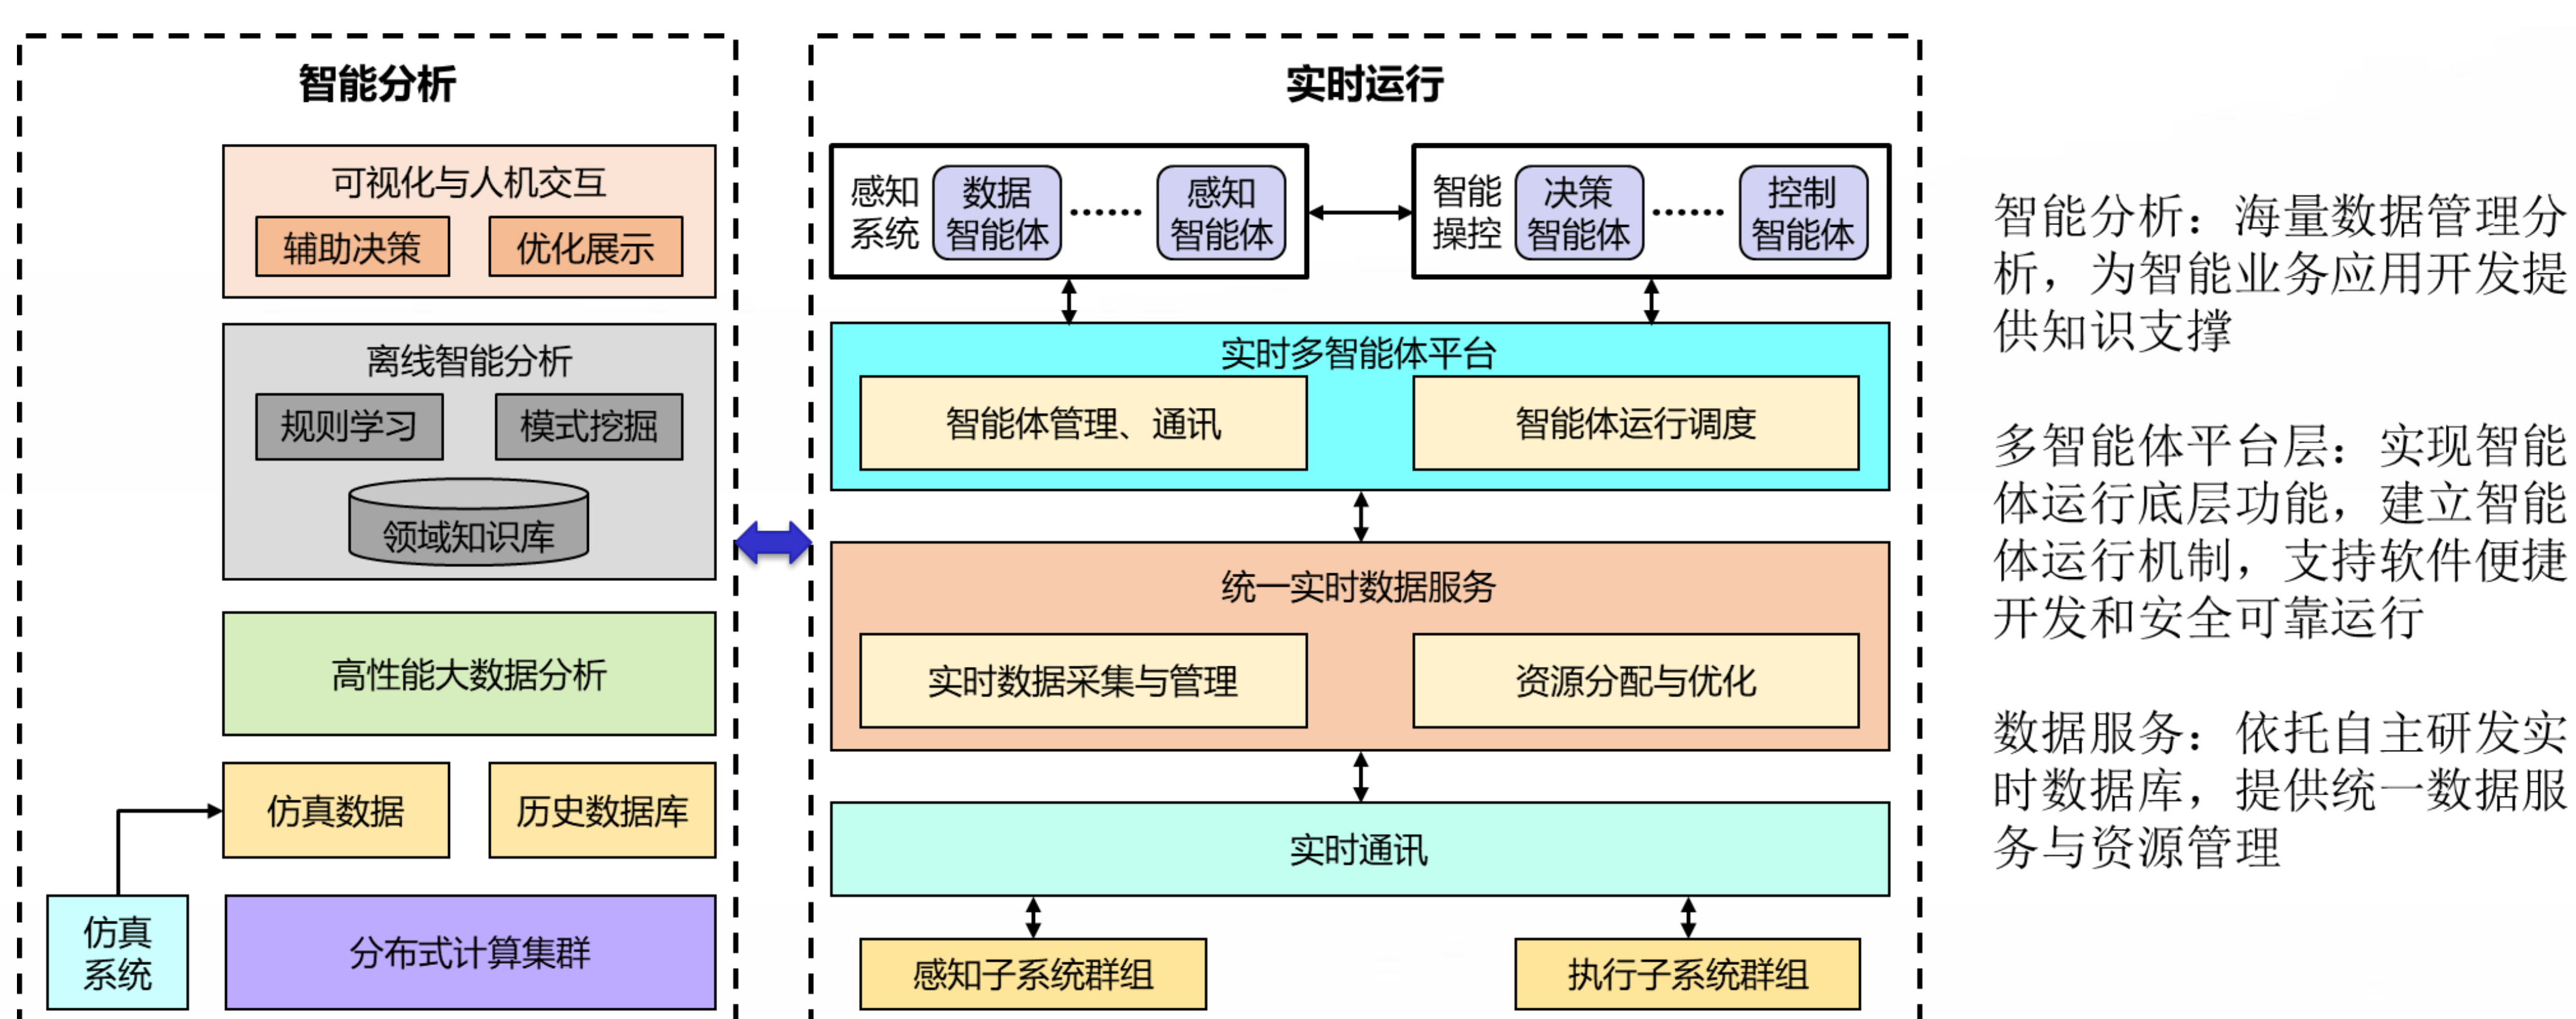 智能分析
可视化与人机交互
辅助决策
优化展示
离线智能分析
规则学习
模式挖掘
领域知识库
高性能大数据分析
仿真数据
历史数据库
仿真
系统
分布式计算集群
实时运行
感知
系统
数据
智能体
……
感知
智能体
智能
操控
决策
智能体
……
控制
智能体
实时多智能体平台
智能体管理、通讯
智能体运行调度
统一实时数据服务
实时数据采集与管理
资源分配与优化
实时通讯
感知子系统群组
执行子系统群组
智能分析：海量数据管理分
析，为智能业务应用开发提
供知识支撑
多智能体平台层：实现智能
体运行底层功能，建立智能
体运行机制，支持软件便捷
开发和安全可靠运行
数据服务：依托自主研发实
时数据库，提供统一数据服
务与资源管理